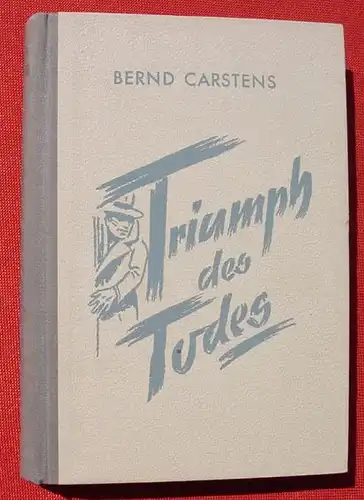 BERND CARSTENS
Triumph
des
Todes